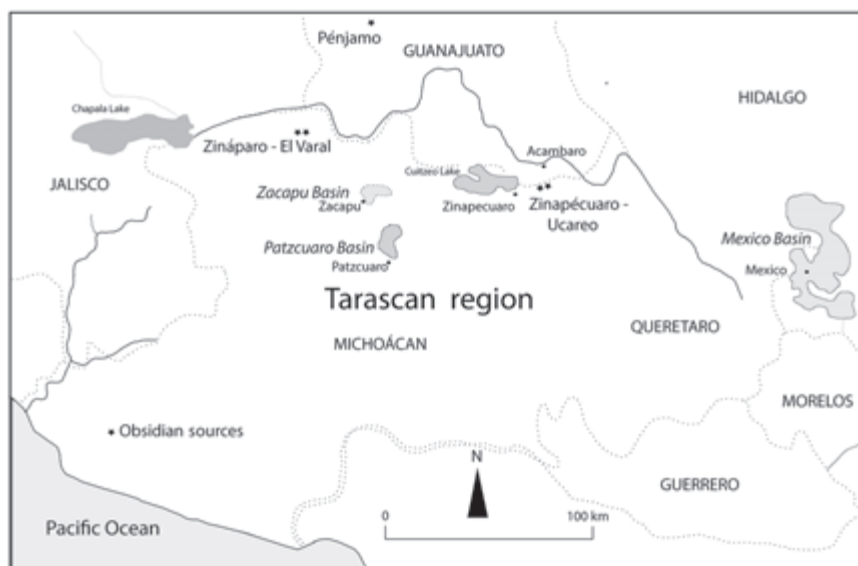 Pénjamo
GUANAJUATO
HIDALGO
Chapala Lake
Zináparo - El Varal
Acambaro
Cuitzeo Lake
JALISCO
Zacapu Basin
Zacapu
Zinapecuaro
Zinapécuaro -
Ucareo
Patzcuaro Basin
Patzcuaro
Mexico Basin
Mexico
Tarascan region
QUERETARO
MICHOÁCAN
MORELOS
Obsidian sources
N
GUERRERO
0
100 km
Pacific Ocean